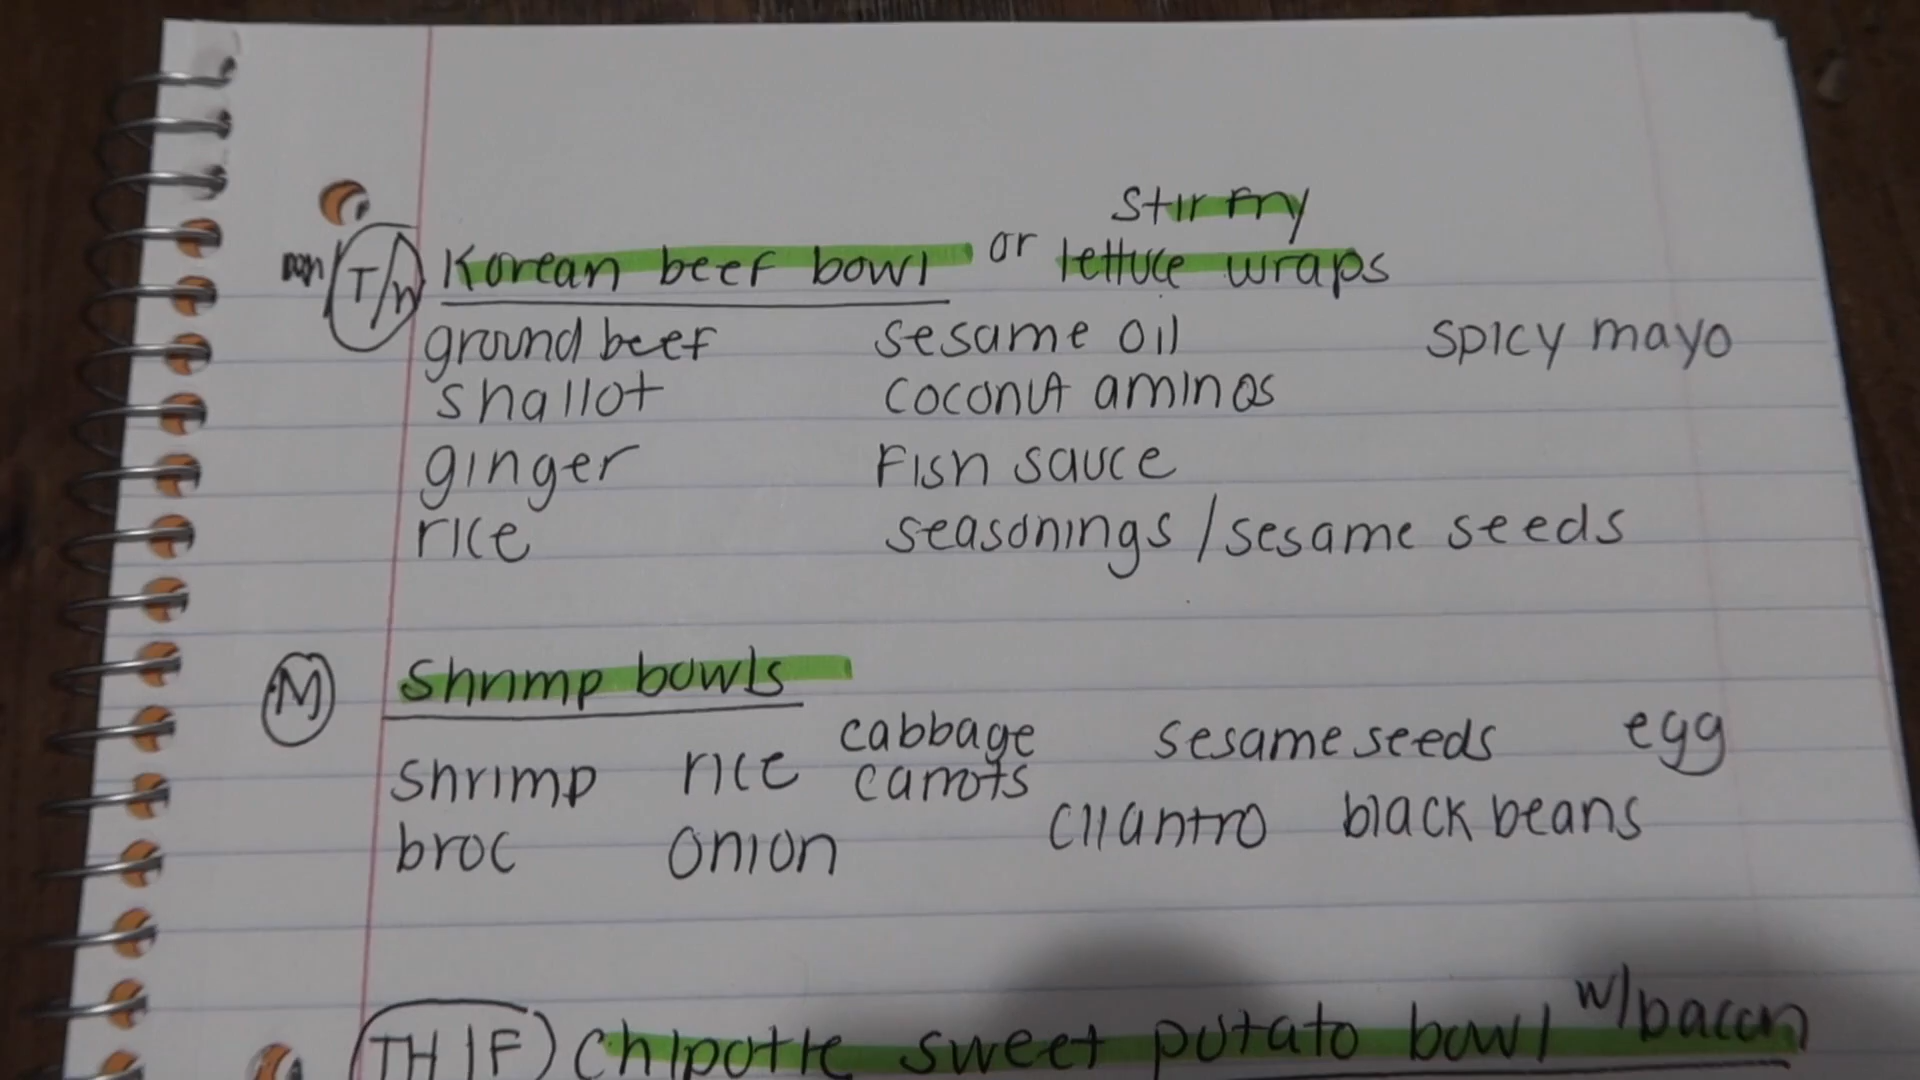 stir fry
T/n Korean beef bowl or lettuce wraps
ground beef sesame oil spicy mayo
shallot coconut aminos
ginger Fish sauce
rice seasonings/sesame seeds
M Shrimp bowls
cabbage sesame seeds egg
shrimp rice carrots
broc onion cilantro black beans
TH/F Chipotle sweet potato bowl w/bacon